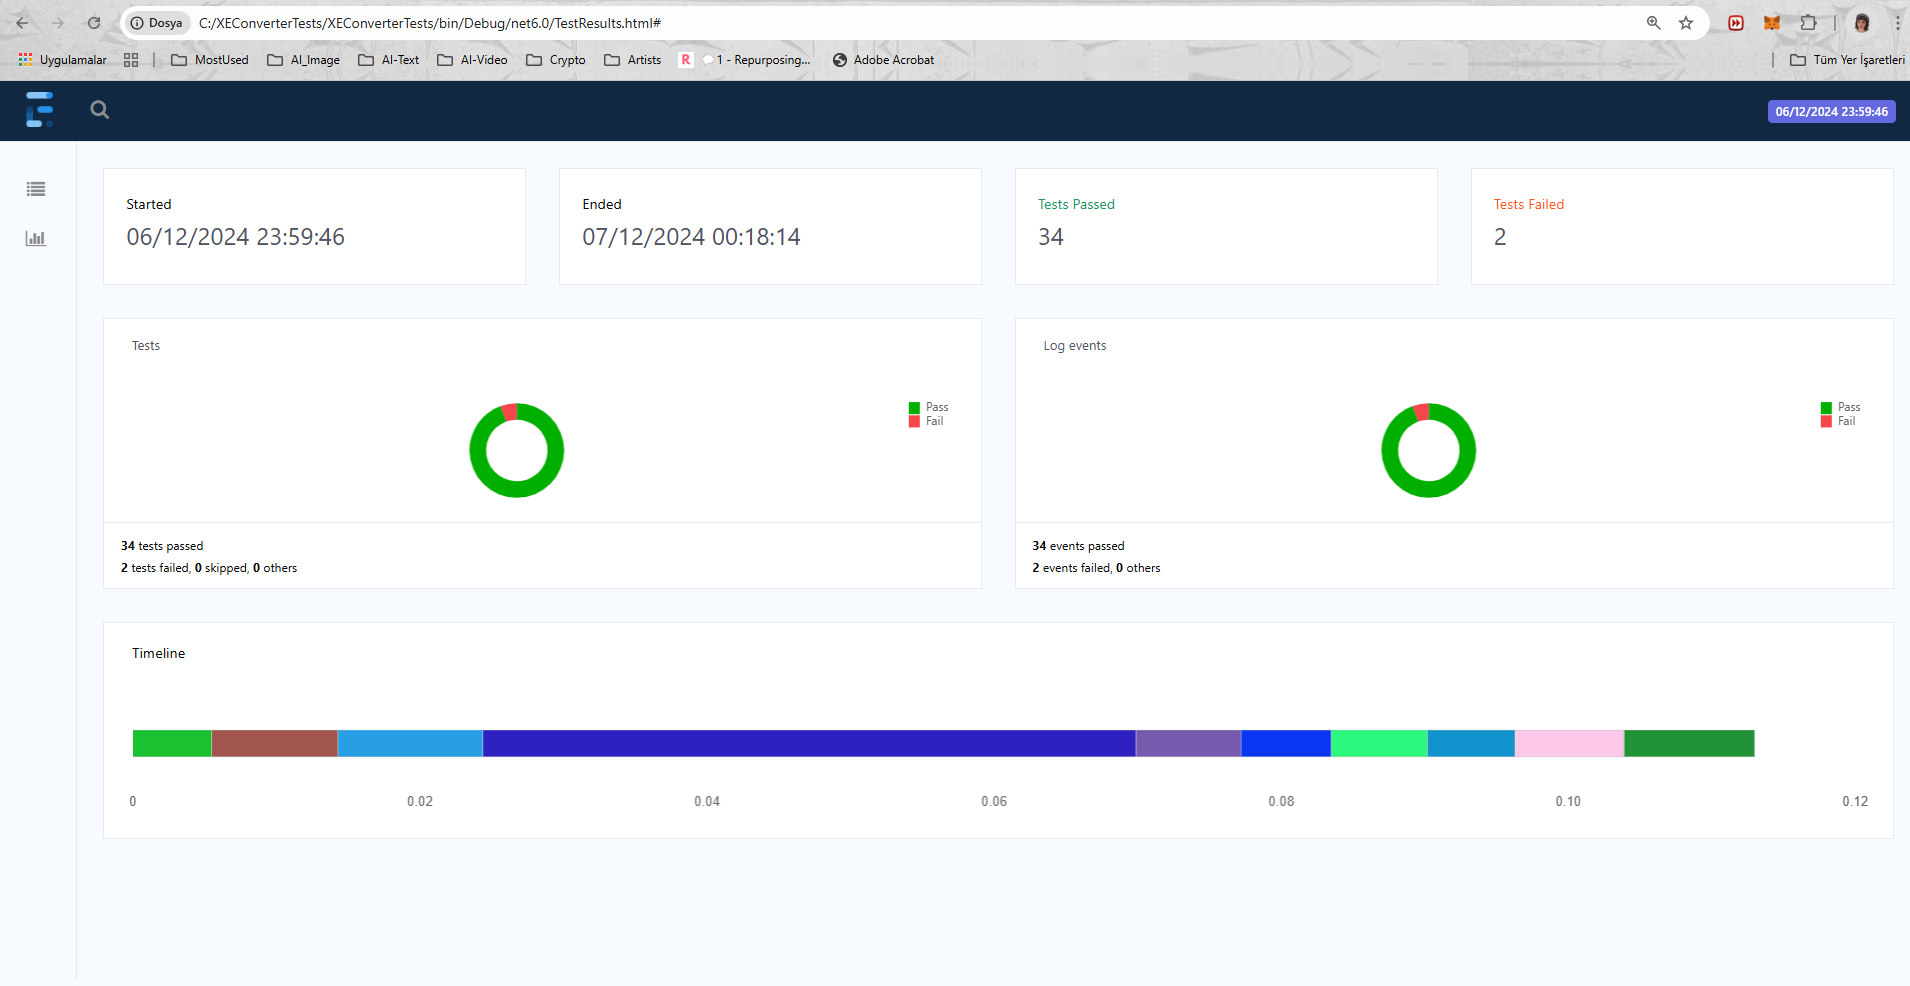 Dosya
C:/XEConverterTests/XEConverterTests/bin/Debug/net6.0/TestResults.html#
Uygulamalar
MostUsed
AI_Image
AI-Text
AI-Video
Crypto
Artists
R
1 - Repurposing...
Adobe Acrobat
Tüm Yer İşaretleri
06/12/2024 23:59:46
Started
06/12/2024 23:59:46
Ended
07/12/2024 00:18:14
Tests Passed
34
Tests Failed
2
Tests
Pass
Fail
34 tests passed
2 tests failed, 0 skipped, 0 others
Log events
Pass
Fail
34 events passed
2 events failed, 0 others
Timeline
0 0.02 0.04 0.06 0.08 0.10 0.12